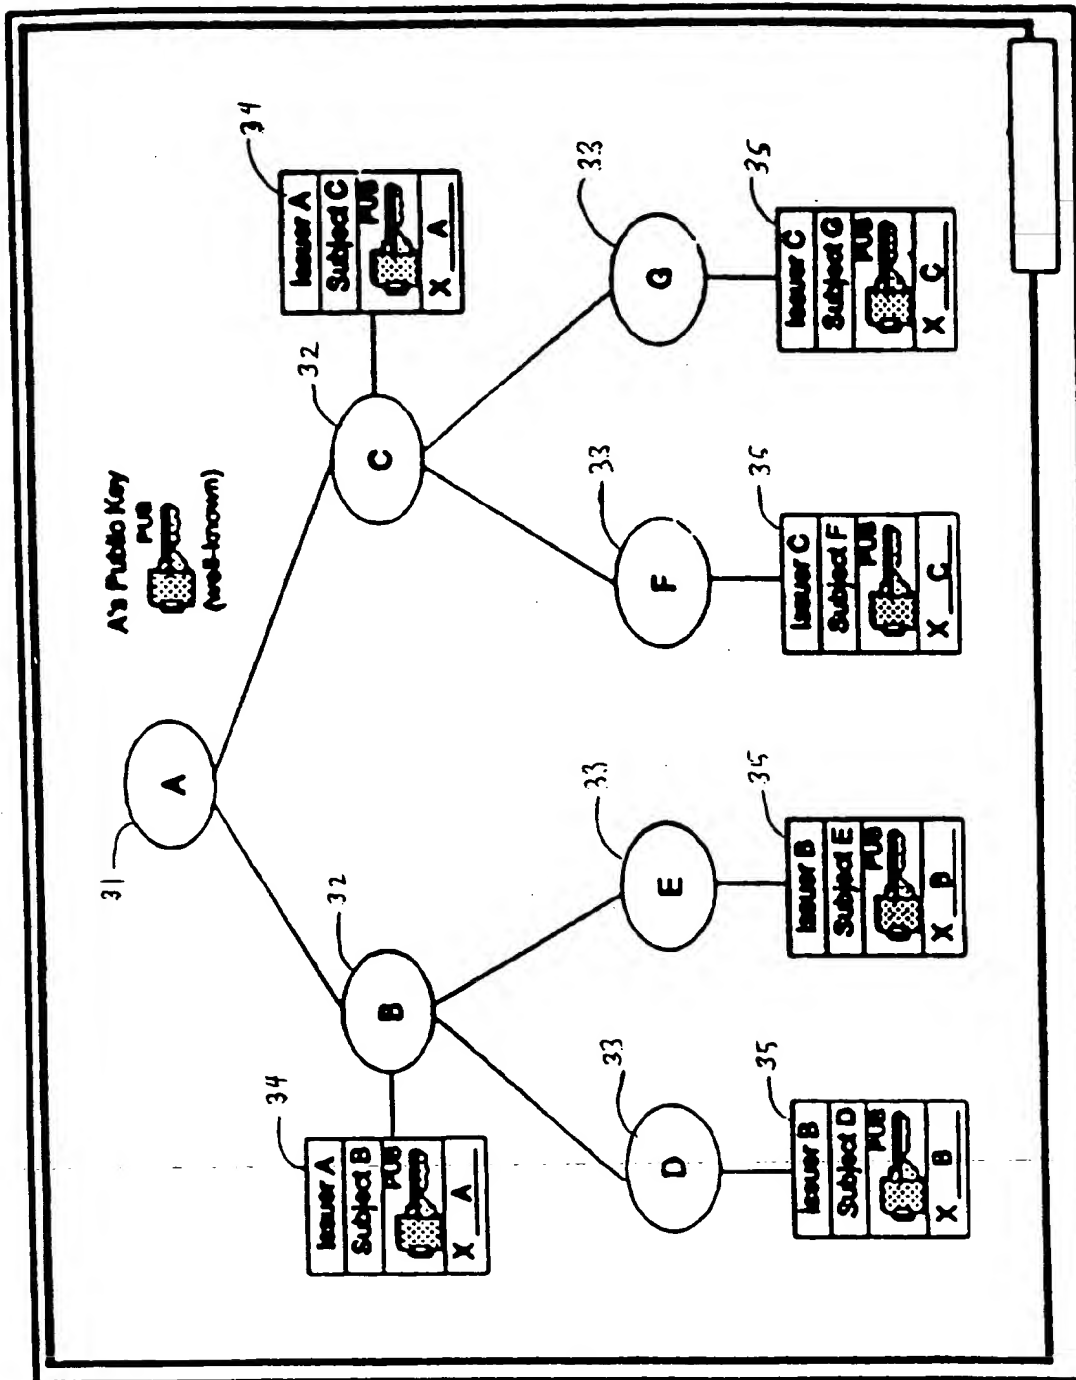 A's Public Key
PUB
(well-known)
31
A
32
B
34
Issuer A
Subject B
PUB
X A
32
C
34
Issuer A
Subject C
PUB
X A
33
D
35
Issuer B
Subject D
PUB
X B
33
E
35
Issuer B
Subject E
PUB
X B
33
F
35
Issuer C
Subject F
PUB
X C
33
G
35
Issuer C
Subject G
PUB
X C